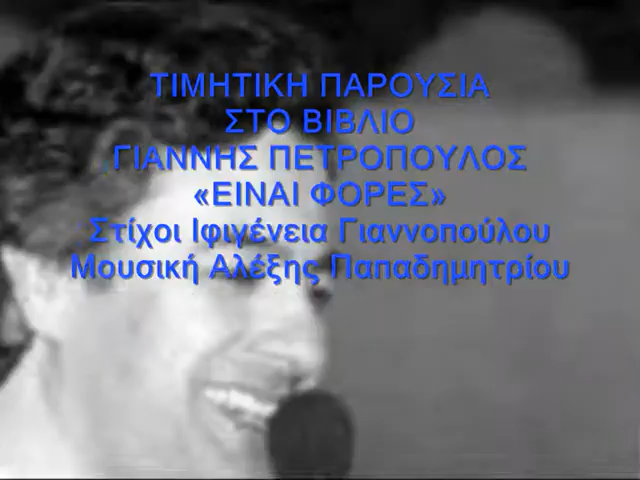 ΤΙΜΗΤΙΚΗ ΠΑΡΟΥΣΙΑ
ΣΤΟ ΒΙΒΛΙΟ
ΓΙΑΝΝΗΣ ΠΕΤΡΟΠΟΥΛΟΣ
«ΕΙΝΑΙ ΦΟΡΕΣ»
Στίχοι Ιφιγένεια Γιαννοπούλου
Μουσική Αλέξης Παπαδημητρίου